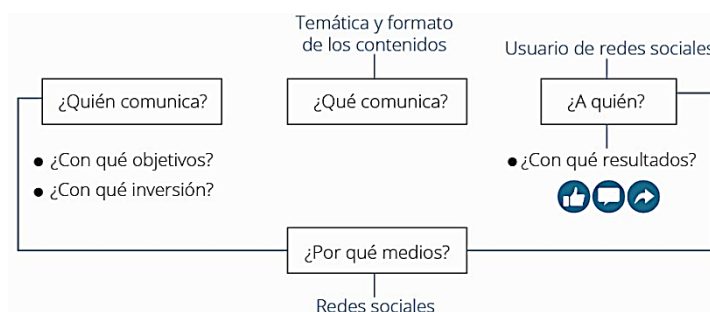 Temática y formato
de los contenidos
Usuario de redes sociales
¿Quién comunica?
¿Qué comunica?
¿A quién?
● ¿Con qué objetivos?
● ¿Con qué inversión?
● ¿Con qué resultados?
¿Por qué medios?
Redes sociales